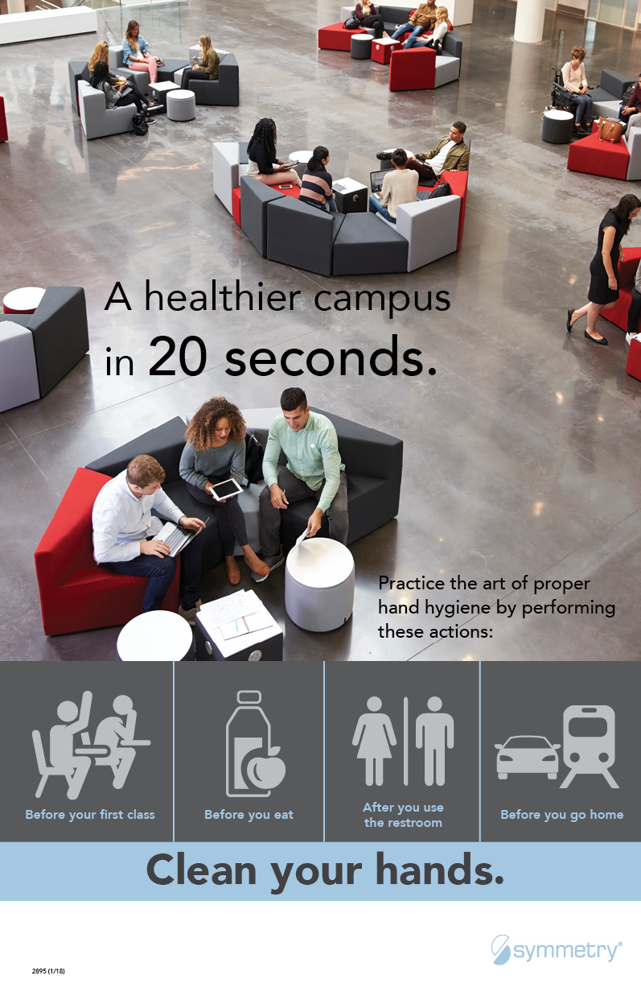 A healthier campus
in 20 seconds.
Practice the art of proper
hand hygiene by performing
these actions:
Before your first class
Before you eat
After you use
the restroom
Before you go home
Clean your hands.
symmetry®
2895 (1/18)